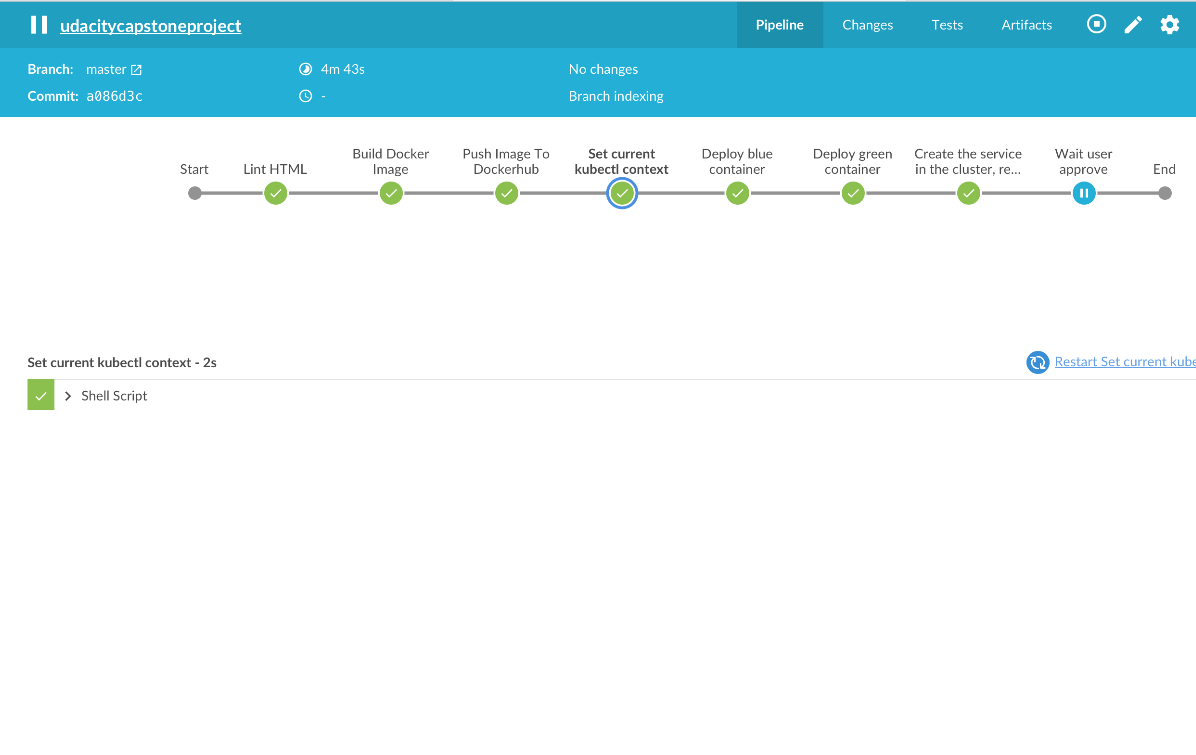 udacitycapstoneproject
Pipeline
Changes
Tests
Artifacts
Branch: master
4m 43s
No changes
Commit: a086d3c
-
Branch indexing
Start
Lint HTML
Build Docker
Image
Push Image To
Dockerhub
Set current
kubectl context
Deploy blue
container
Deploy green
container
Create the service
in the cluster, re...
Wait user
approve
End
Set current kubectl context - 2s
Restart Set current kube
Shell Script